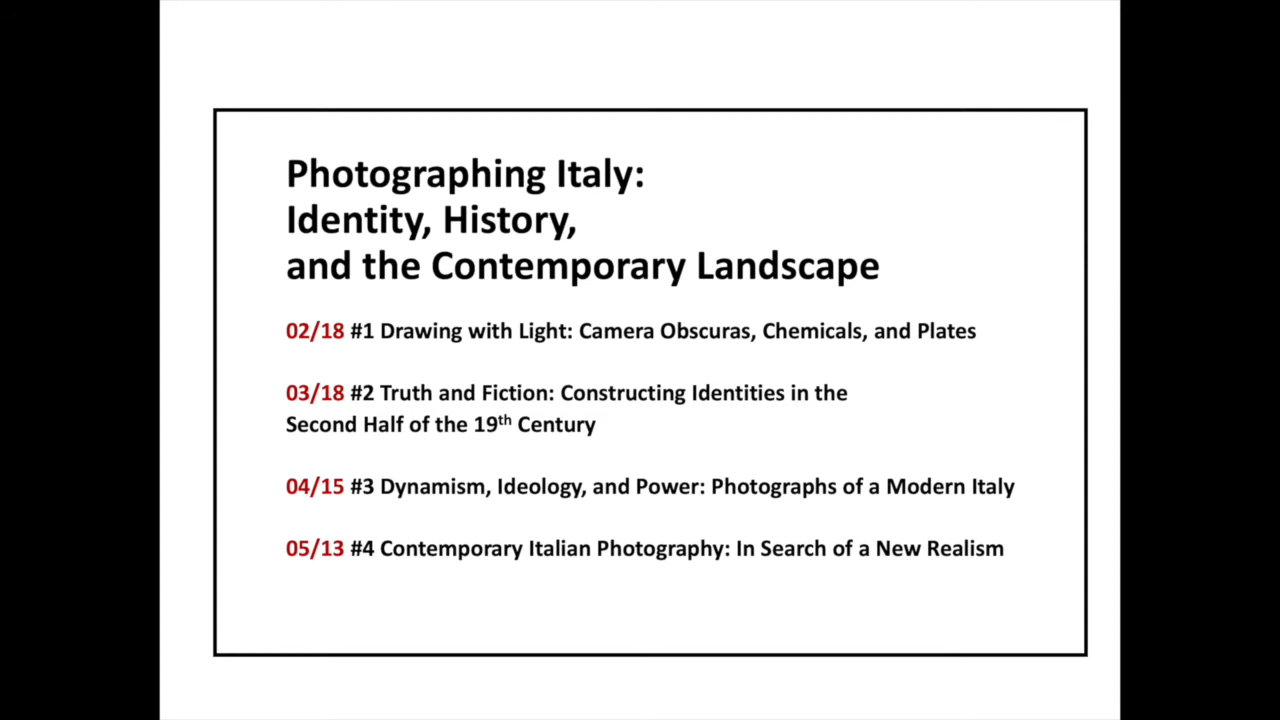 Photographing Italy:
Identity, History,
and the Contemporary Landscape
02/18 #1 Drawing with Light: Camera Obscuras, Chemicals, and Plates
03/18 #2 Truth and Fiction: Constructing Identities in the
Second Half of the 19th Century
04/15 #3 Dynamism, Ideology, and Power: Photographs of a Modern Italy
05/13 #4 Contemporary Italian Photography: In Search of a New Realism